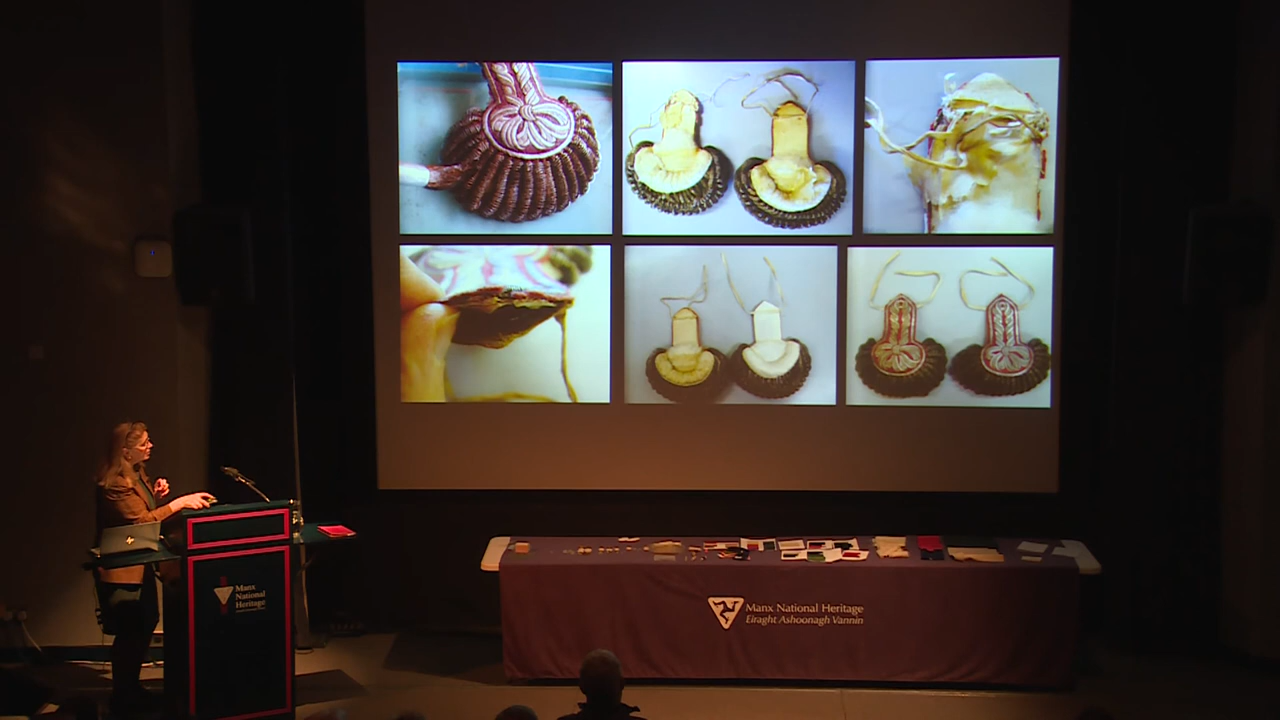 Manx
National
Heritage
Manx National Heritage
Eiraght Ashoonagh Vannin